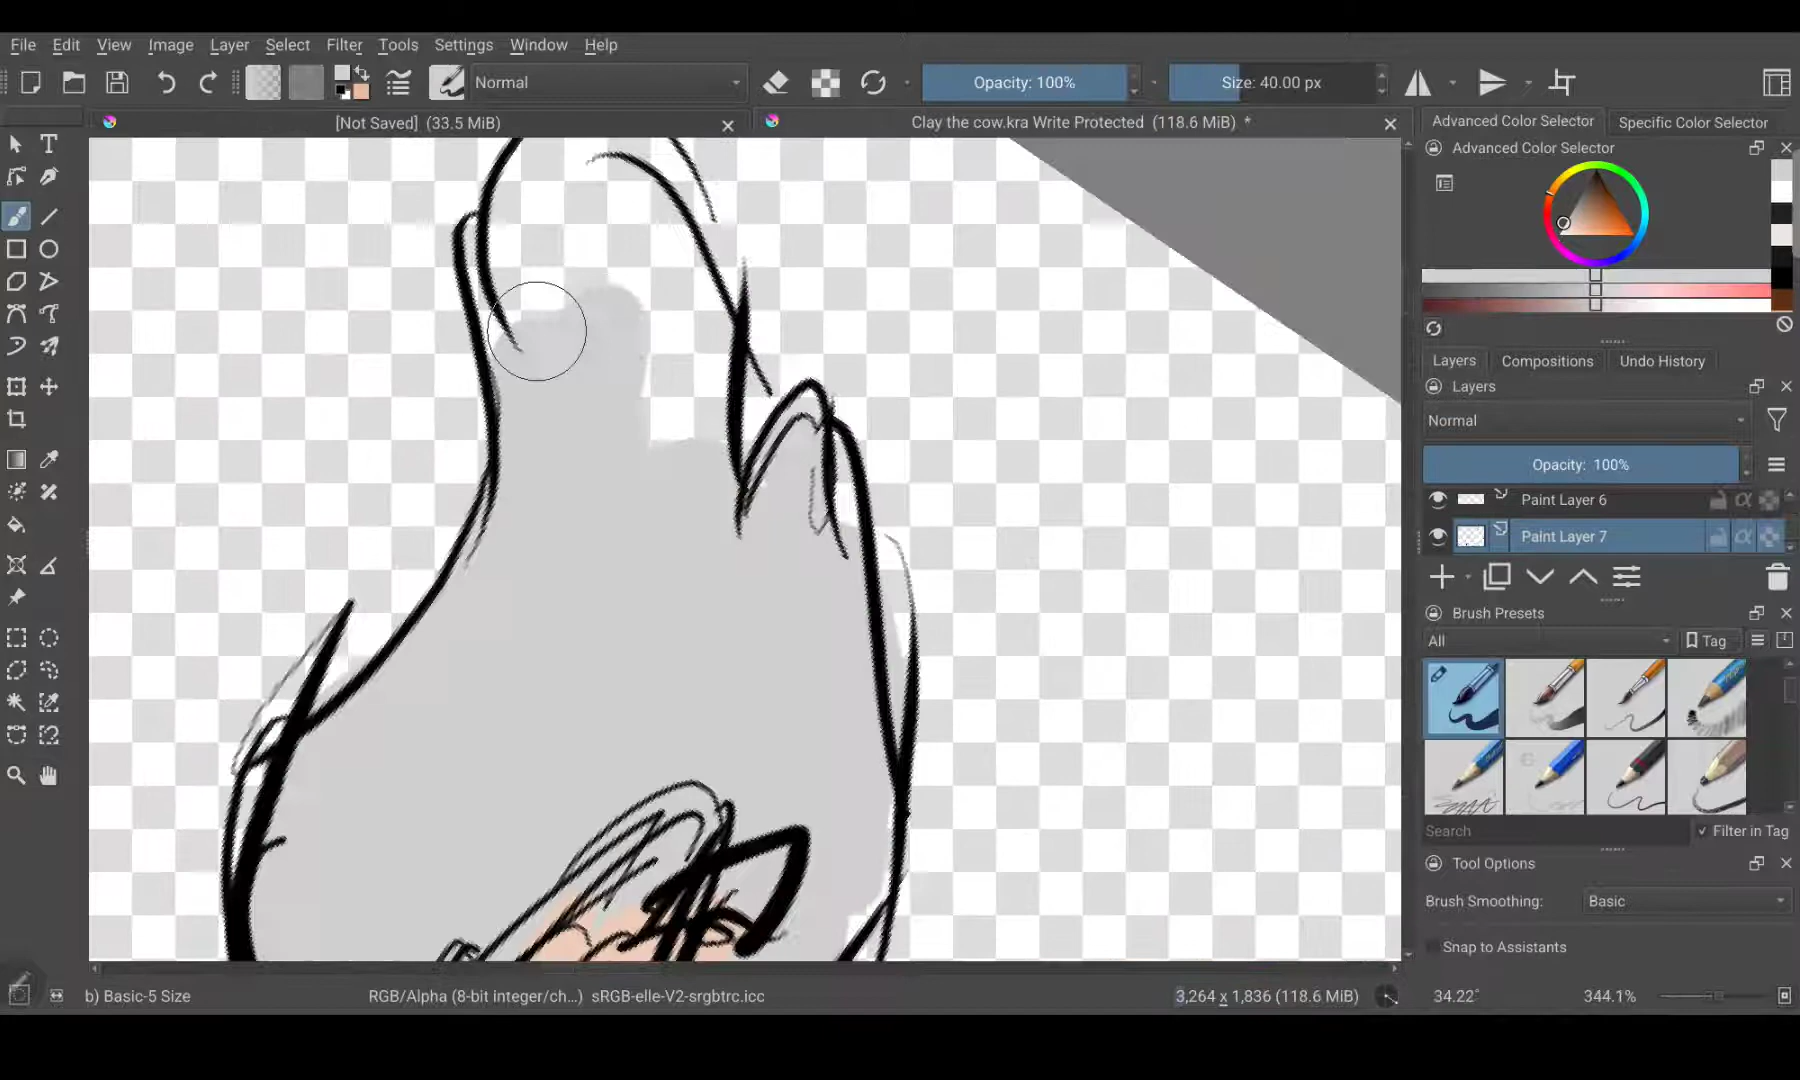 File Edit View Image Layer Select Filter Tools Settings Window Help
Normal
Opacity: 100%
Size: 40.00 px
[Not Saved] (33.5 MiB)
Clay the cow.kra Write Protected (118.6 MiB) *
Advanced Color Selector
Specific Color Selector
Advanced Color Selector
Layers
Compositions
Undo History
Layers
Normal
Opacity: 100%
Paint Layer 6
Paint Layer 7
Brush Presets
All
Tag
Search
Filter in Tag
Tool Options
Brush Smoothing:
Basic
Snap to Assistants
b) Basic-5 Size
RGB/Alpha (8-bit integer/ch...) sRGB-elle-V2-srgbtrc.icc
3,264 x 1,836 (118.6 MiB)
34.22°
344.1%